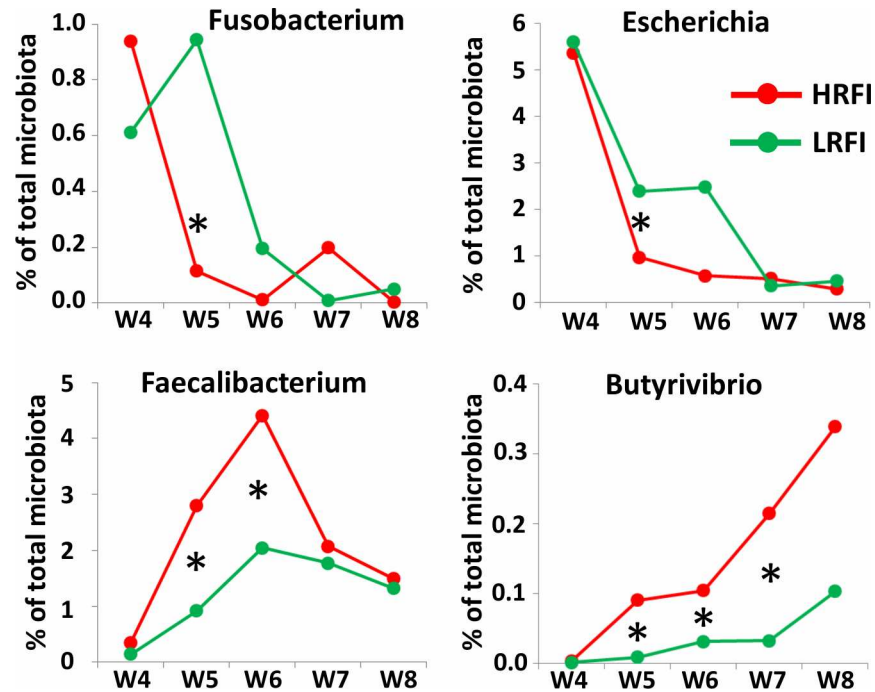 Fusobacterium
% of total microbiota
1.0
0.8
0.6
0.4
0.2
0.0
*
W4 W5 W6 W7 W8
Escherichia
% of total microbiota
6
5
4
3
2
1
0
HRFI
LRFI
*
W4 W5 W6 W7 W8
Faecalibacterium
% of total microbiota
5
4
3
2
1
0
*
*
W4 W5 W6 W7 W8
Butyrivibrio
% of total microbiota
0.4
0.3
0.2
0.1
0.0
* * *
W4 W5 W6 W7 W8